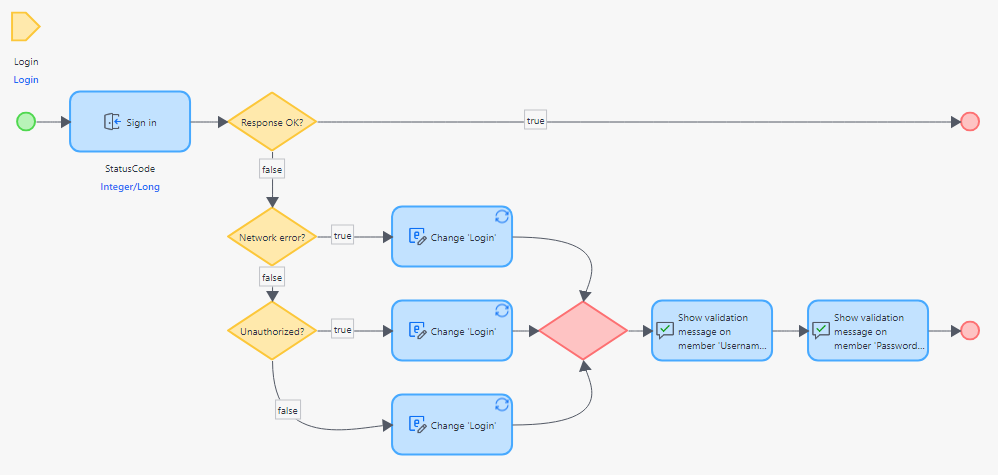 Login
Login
Sign in
StatusCode
Integer/Long
Response OK?
true
false
Network error?
true
Change 'Login'
false
Unauthorized?
true
Change 'Login'
Show validation
message on
member 'Usernam...
Show validation
message on
member 'Password...
false
Change 'Login'